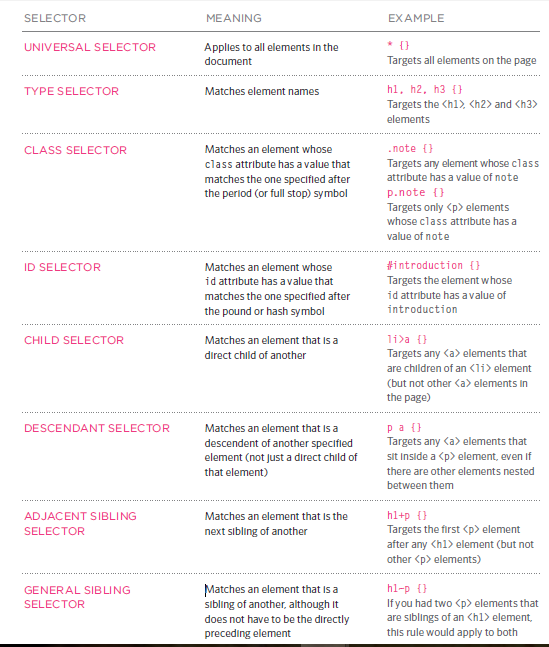 SELECTOR MEANING EXAMPLE
UNIVERSAL SELECTOR
Applies to all elements in the
document
* {}
Targets all elements on the page
TYPE SELECTOR
Matches element names
h1, h2, h3 {}
Targets the <h1>, <h2> and <h3>
elements
CLASS SELECTOR
Matches an element whose
class attribute has a value that
matches the one specified after
the period (or full stop) symbol
.note {}
Targets any element whose class
attribute has a value of note
p.note {}
Targets only <p> elements
whose class attribute has a
value of note
ID SELECTOR
Matches an element whose
id attribute has a value that
matches the one specified after
the pound or hash symbol
#introduction {}
Targets the element whose
id attribute has a value of
introduction
CHILD SELECTOR
Matches an element that is a
direct child of another
li>a {}
Targets any <a> elements that
are children of an <li> element
(but not other <a> elements in
the page)
DESCENDANT SELECTOR
Matches an element that is a
descendent of another specified
element (not just a direct child of
that element)
p a {}
Targets any <a> elements that
sit inside a <p> element, even if
there are other elements nested
between them
ADJACENT SIBLING
SELECTOR
Matches an element that is the
next sibling of another
h1+p {}
Targets the first <p> element
after any <h1> element (but not
other <p> elements)
GENERAL SIBLING
SELECTOR
Matches an element that is a
sibling of another, although it
does not have to be the directly
preceding element
h1~p {}
If you had two <p> elements that
are siblings of an <h1> element,
this rule would apply to both